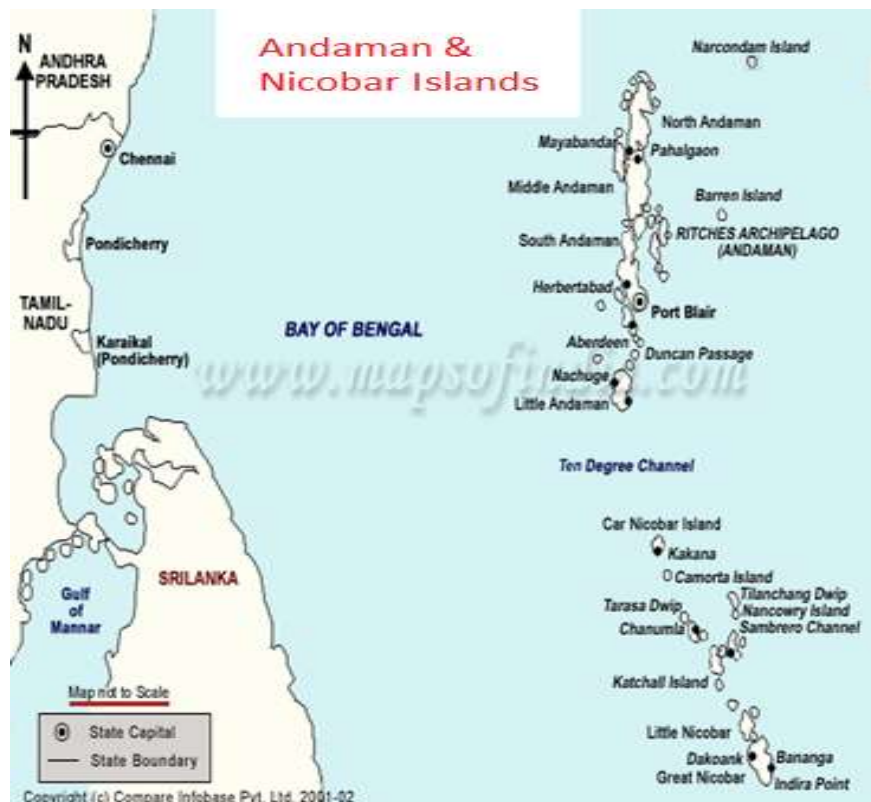 Andaman &
Nicobar Islands
N
ANDHRA
PRADESH
Chennai
Pondicherry
TAMIL-
NADU
Karaikal
(Pondicherry)
BAY OF BENGAL
www.mapsofindia.com
Narcondam Island
North Andaman
Mayabandar
Pahalgaon
Middle Andaman
Barren Island
South Andaman
RITCHES ARCHIPELAGO
(ANDAMAN)
Herbertabad
Port Blair
Aberdeen
Duncan Passage
Nachuge
Little Andaman
Ten Degree Channel
Car Nicobar Island
Kakana
Camorta Island
Tilanchang Dwip
Tarasa Dwip
Nancowry Island
Chanumla
Sambrero Channel
Katchall Island
Little Nicobar
Dakoank
Bananga
Great Nicobar
Indira Point
SRILANKA
Gulf
of
Mannar
Map not to Scale
State Capital
State Boundary
Copyright (c) Compare Infobase Pvt. Ltd. 2001-02